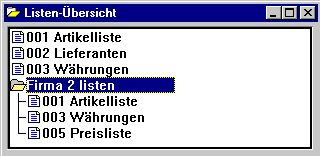 Listen-Übersicht
001 Artikelliste
002 Lieferanten
003 Währungen
Firma 2 listen
001 Artikelliste
003 Währungen
005 Preisliste